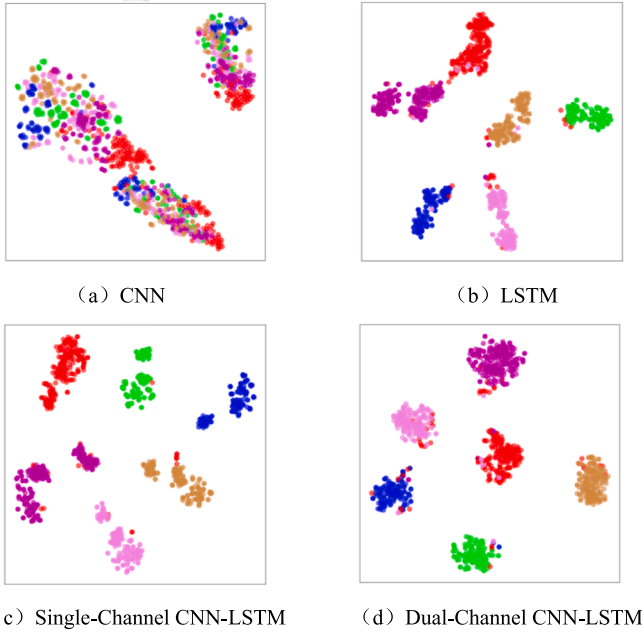 （a）CNN
（b）LSTM
c）Single-Channel CNN-LSTM
（d）Dual-Channel CNN-LSTM